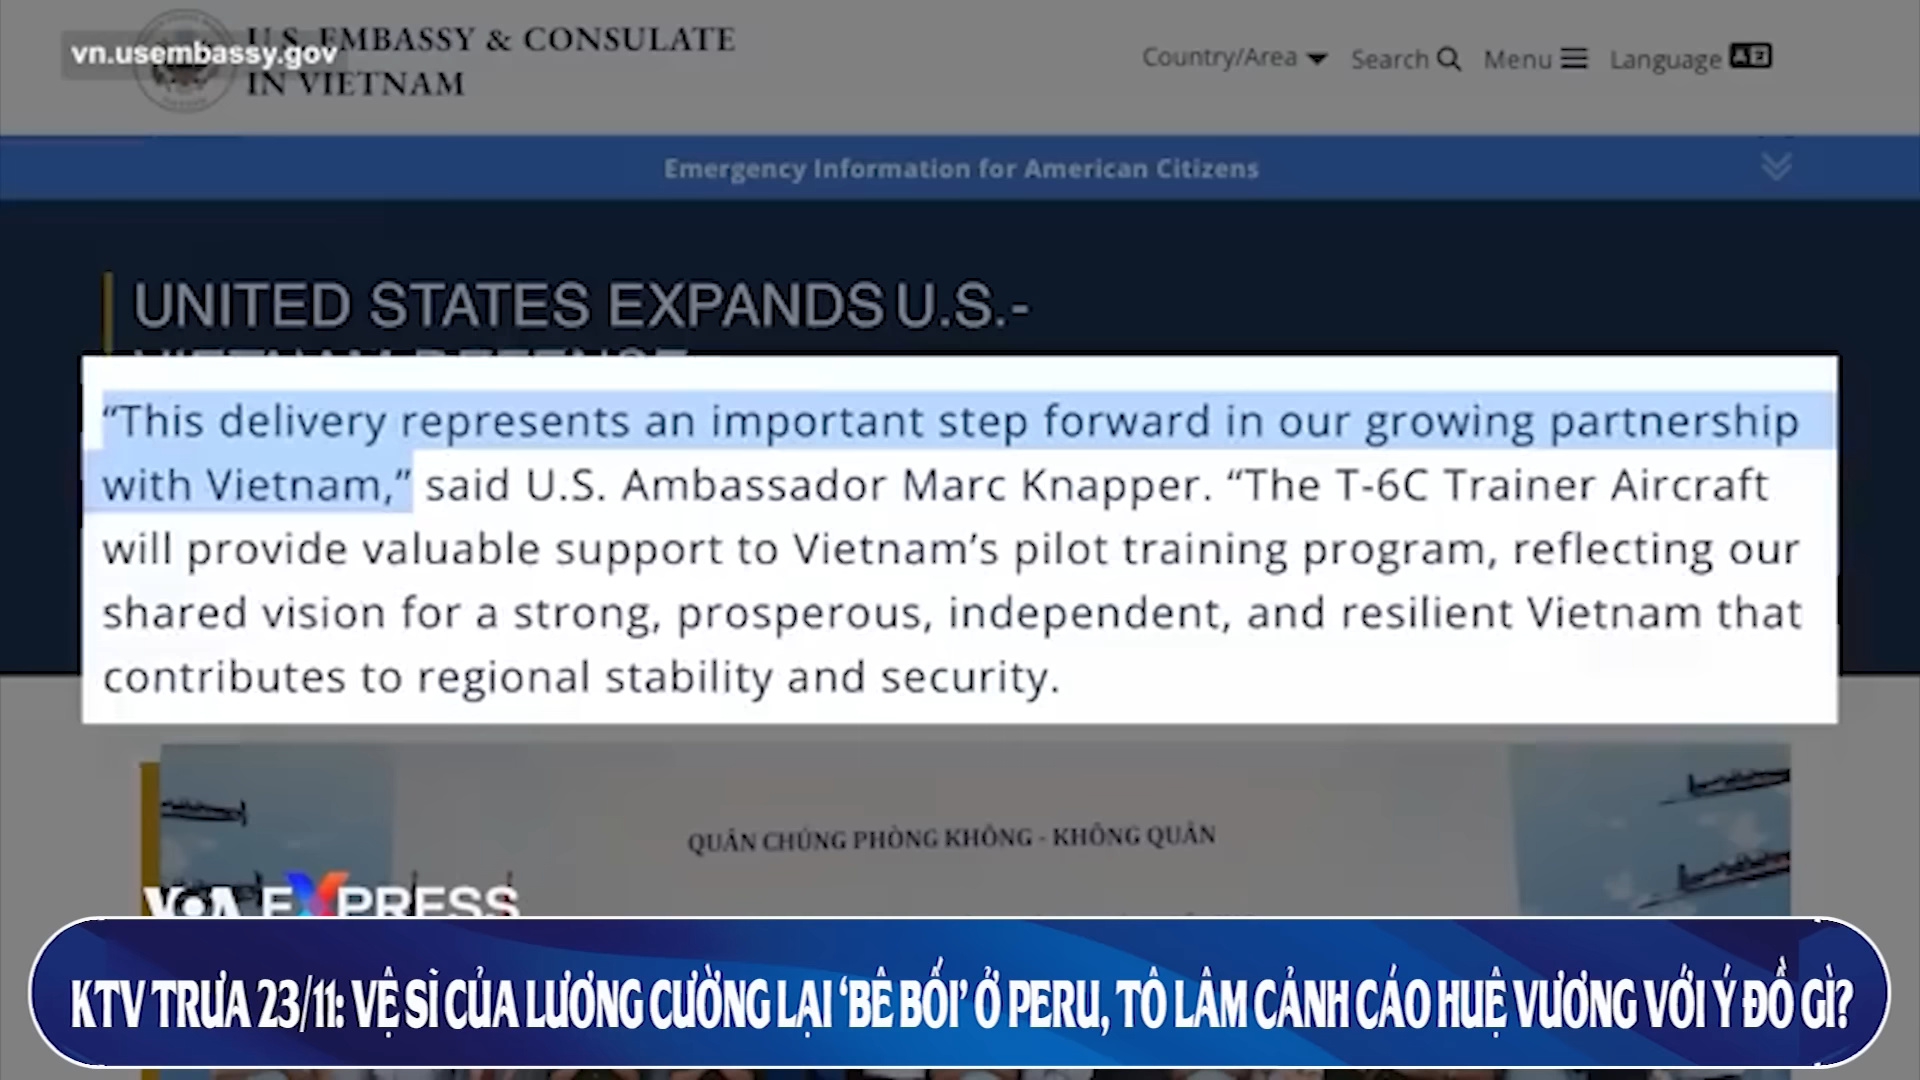 vn.usembassy.gov
U.S. EMBASSY & CONSULATE
IN VIETNAM
Country/Area
Search
Menu
Language
Emergency Information for American Citizens
UNITED STATES EXPANDS U.S.-
VIETNAM DEFENSE
“This delivery represents an important step forward in our growing partnership
with Vietnam,” said U.S. Ambassador Marc Knapper. “The T-6C Trainer Aircraft
will provide valuable support to Vietnam’s pilot training program, reflecting our
shared vision for a strong, prosperous, independent, and resilient Vietnam that
contributes to regional stability and security.
QUÂN CHỦNG PHÒNG KHÔNG - KHÔNG QUÂN
VOA EXPRESS
KTV TRƯA 23/11: VỆ SĨ CỦA LƯƠNG CƯỜNG LẠI ‘BÊ BỐI’ Ở PERU, TÔ LÂM CẢNH CÁO HUỆ VƯƠNG VỚI Ý ĐỒ GÌ?